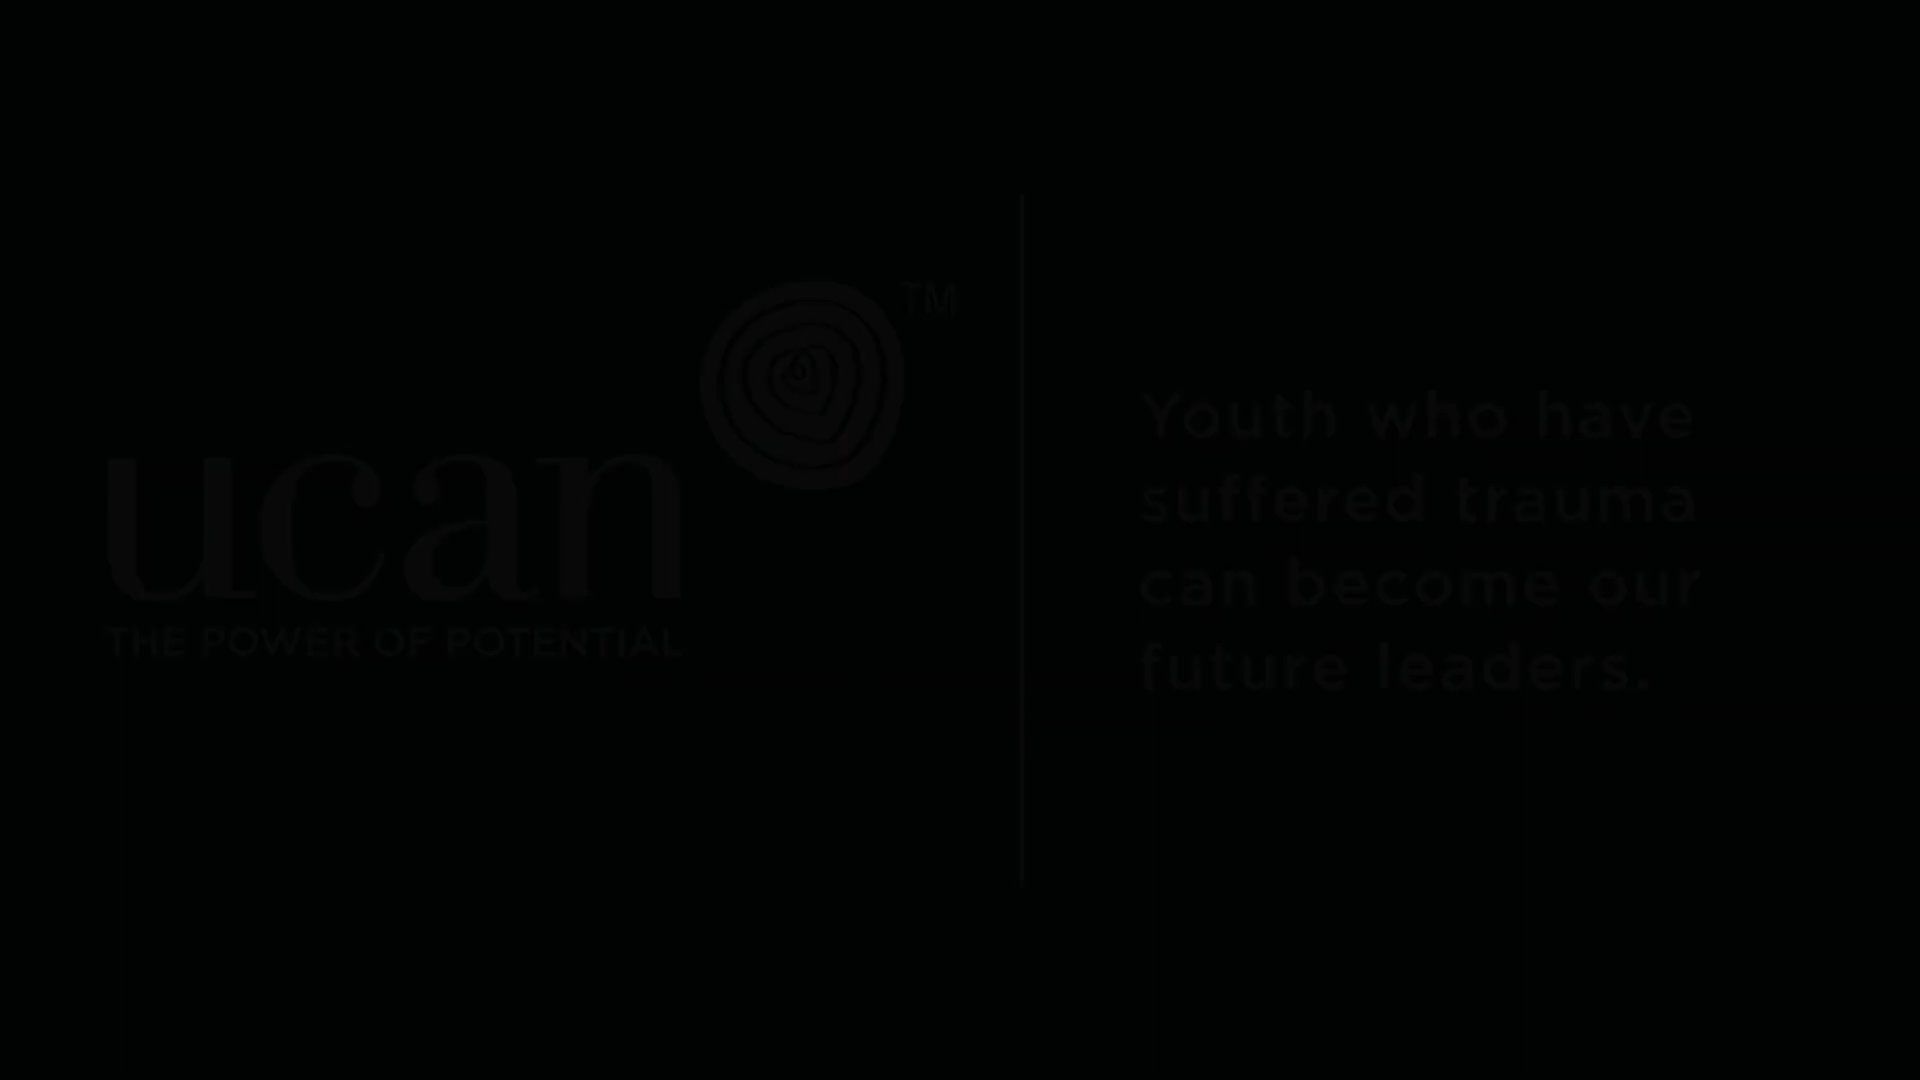 ucan
TM
THE POWER OF POTENTIAL
Youth who have
suffered trauma
can become our
future leaders.